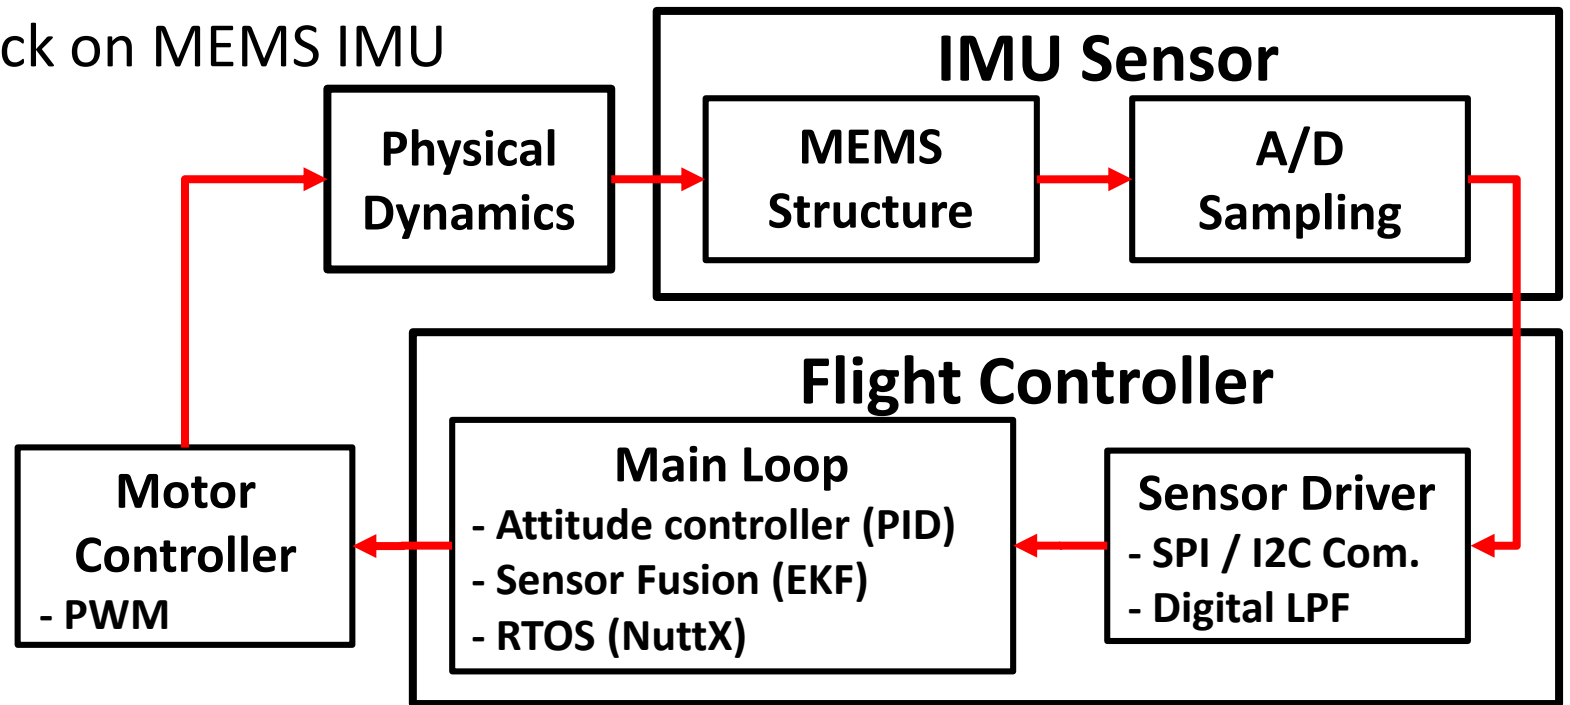 ck on MEMS IMU
IMU Sensor
Physical
Dynamics
MEMS
Structure
A/D
Sampling
Flight Controller
Motor
Controller
- PWM
Main Loop
- Attitude controller (PID)
- Sensor Fusion (EKF)
- RTOS (NuttX)
Sensor Driver
- SPI / I2C Com.
- Digital LPF